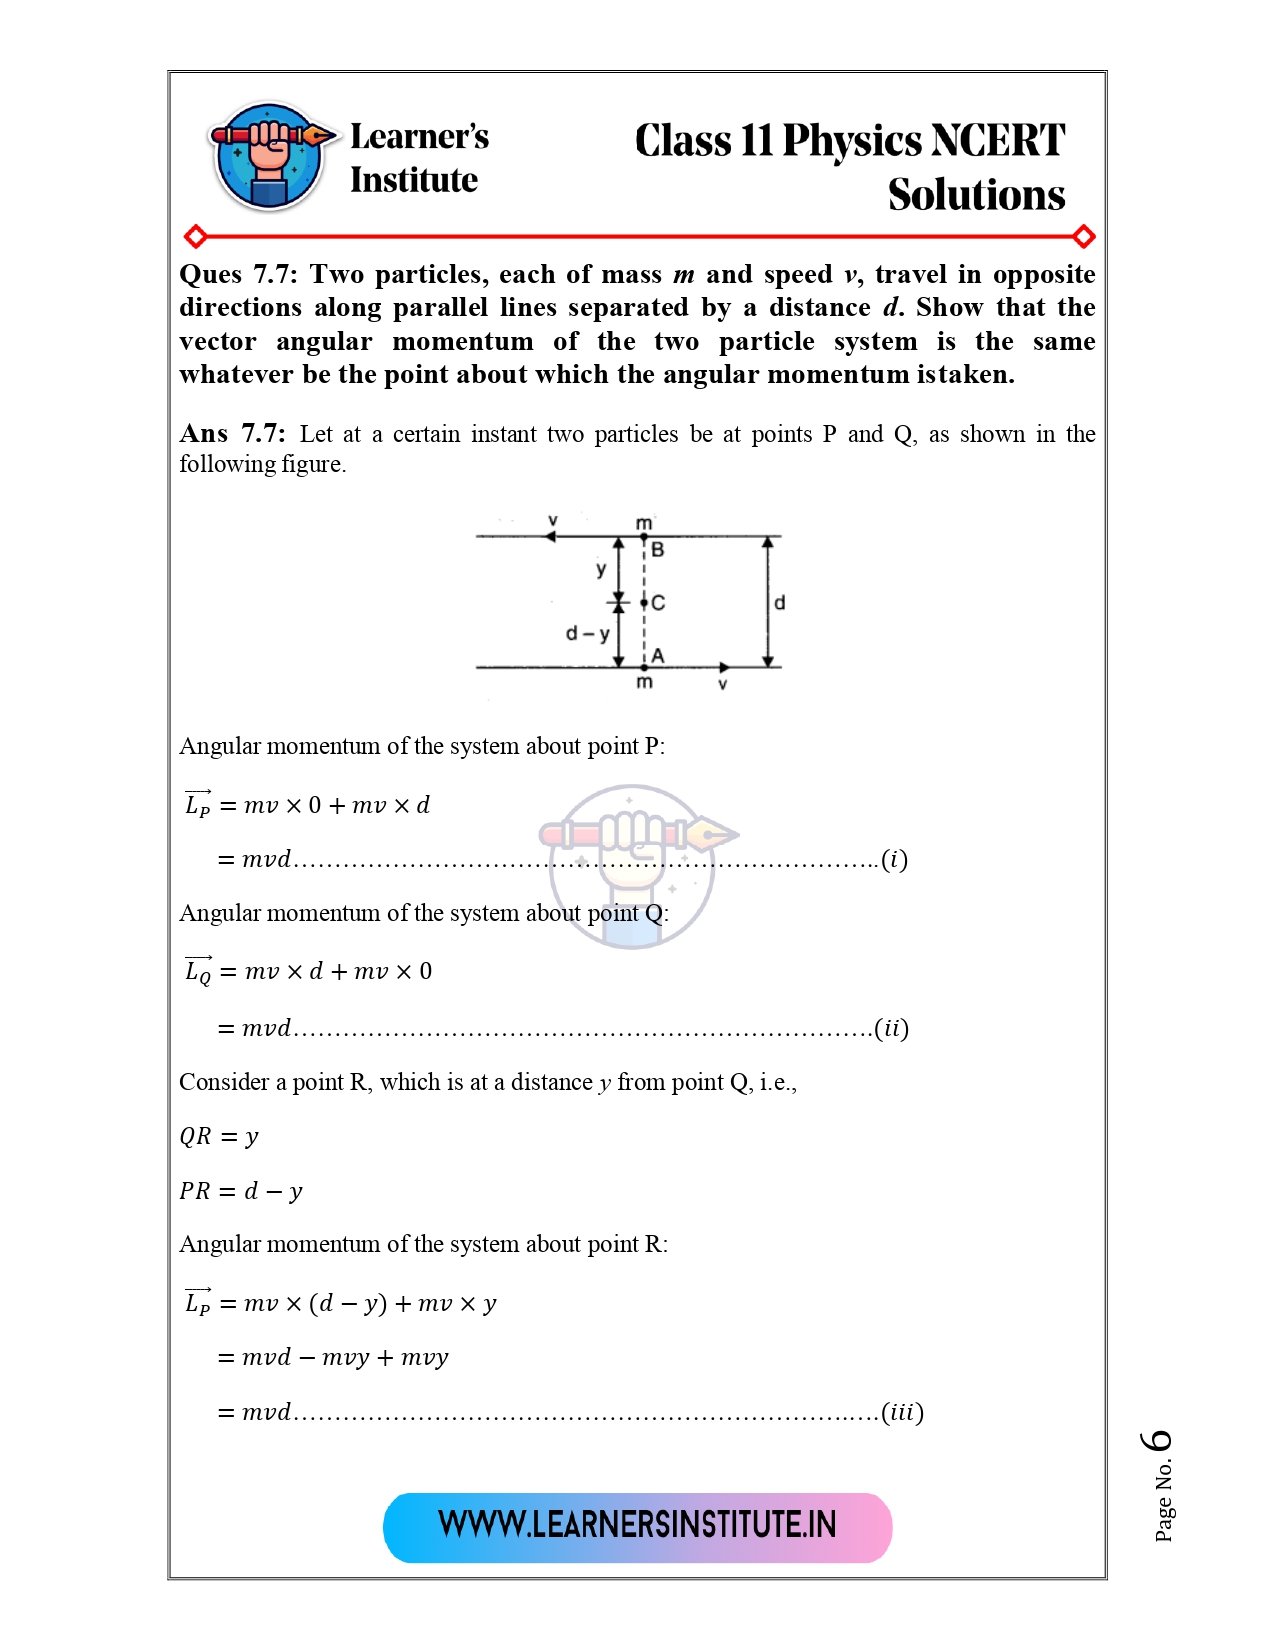 Learner's
Institute
Class 11 Physics NCERT
Solutions
Ques 7.7: Two particles, each of mass m and speed v, travel in opposite
directions along parallel lines separated by a distance d. Show that the
vector angular momentum of the two particle system is the same
whatever be the point about which the angular momentum istaken.
Ans 7.7: Let at a certain instant two particles be at points P and Q, as shown in the
following figure.
v m
B
y
C d
d – y
A
m v
Angular momentum of the system about point P:
\overrightarrow{L_P} = mv × 0 + mv × d
= mvd……………………………………………………………..(i)
Angular momentum of the system about point Q:
\overrightarrow{L_Q} = mv × d + mv × 0
= mvd…………………………………………………………….(ii)
Consider a point R, which is at a distance y from point Q, i.e.,
QR = y
PR = d − y
Angular momentum of the system about point R:
\overrightarrow{L_P} = mv × (d − y) + mv × y
= mvd − mvy + mvy
= mvd………………………………………………………….….(iii)
WWW.LEARNERSINSTITUTE.IN
Page No. 6